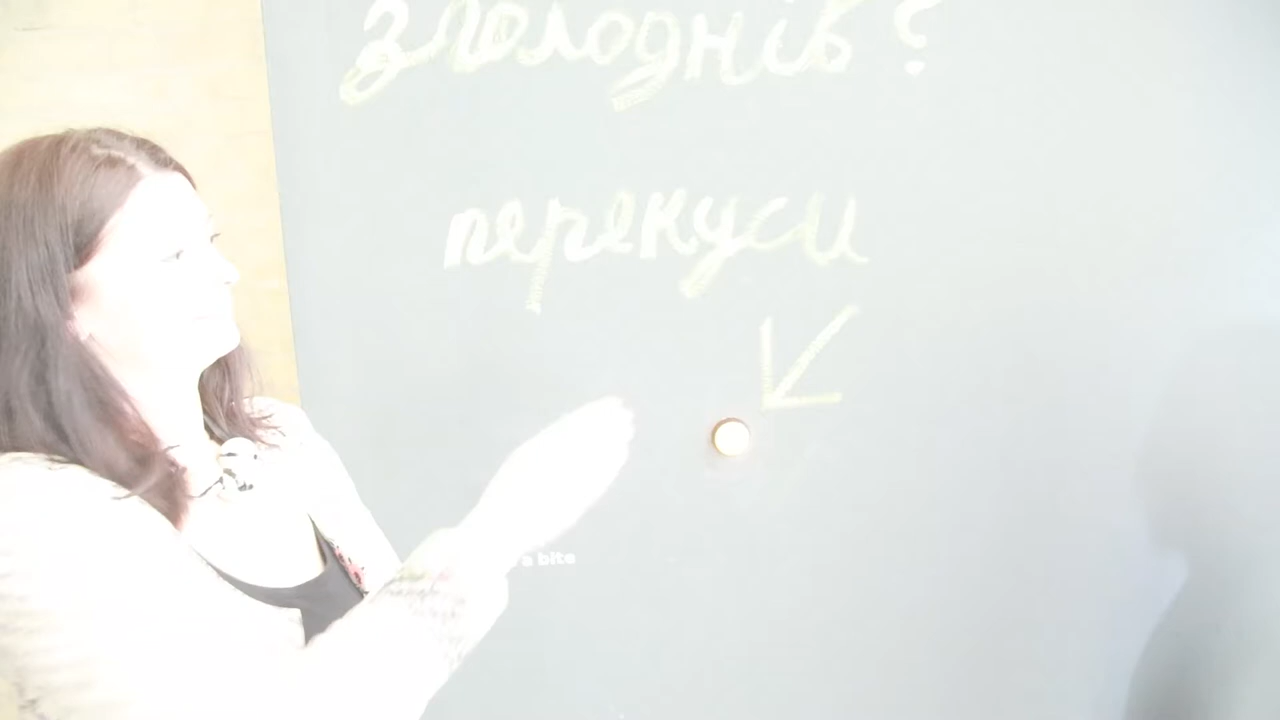 зголоднів?
перекуси
a bite